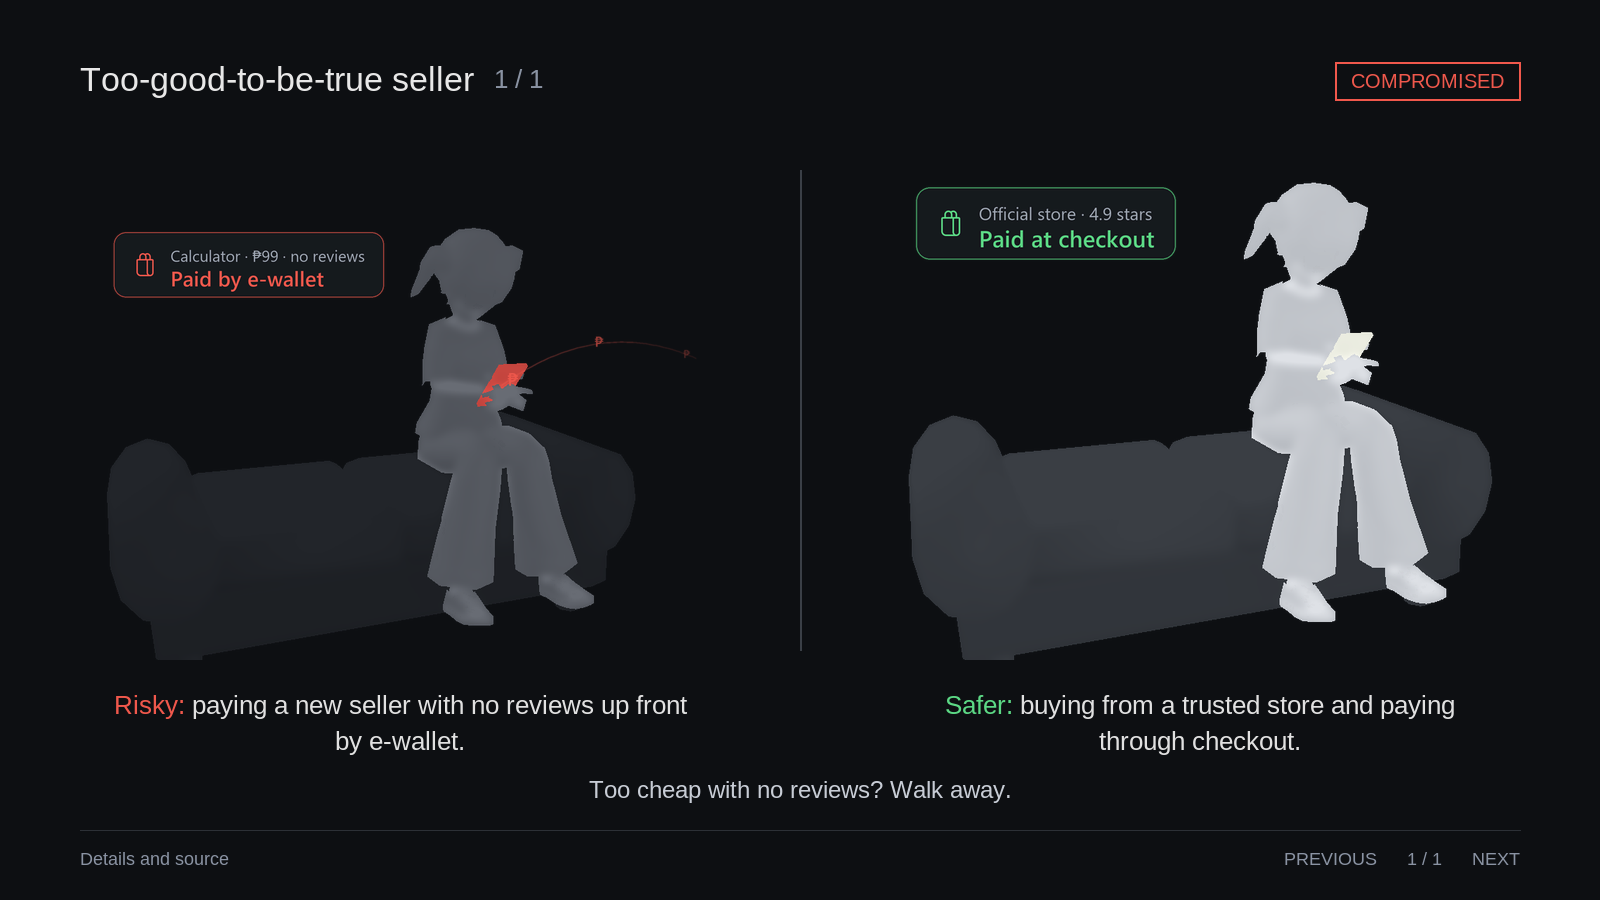 Too-good-to-be-true seller 1 / 1
COMPROMISED
Calculator · ₱99 · no reviews
Paid by e-wallet
₱
₱
Official store · 4.9 stars
Paid at checkout
Risky: paying a new seller with no reviews up front
by e-wallet.
Safer: buying from a trusted store and paying
through checkout.
Too cheap with no reviews? Walk away.
Details and source
PREVIOUS 1 / 1 NEXT